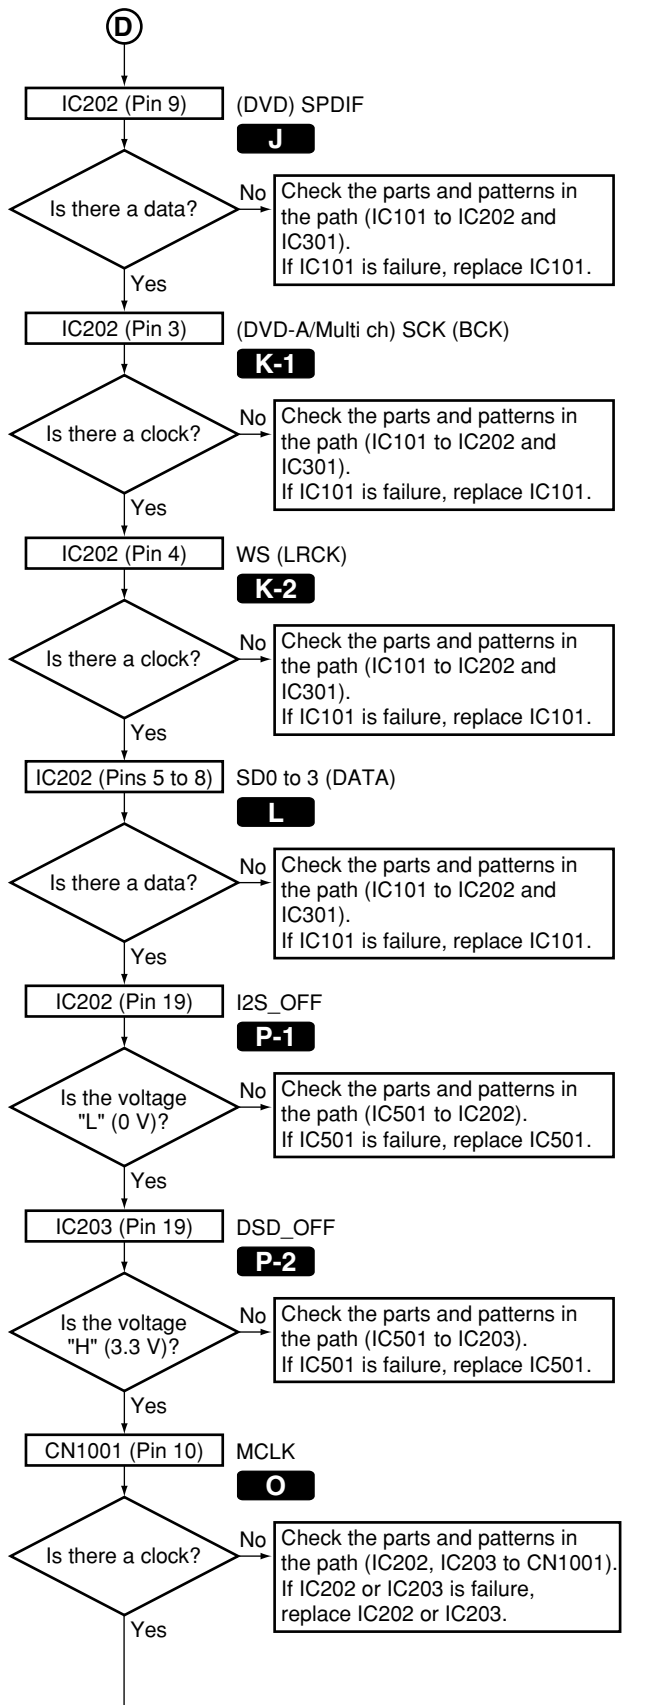 D
IC202 (Pin 9)
(DVD) SPDIF
J
Is there a data?
No
Check the parts and patterns in
the path (IC101 to IC202 and
IC301).
If IC101 is failure, replace IC101.
Yes
IC202 (Pin 3)
(DVD-A/Multi ch) SCK (BCK)
K-1
Is there a clock?
No
Check the parts and patterns in
the path (IC101 to IC202 and
IC301).
If IC101 is failure, replace IC101.
Yes
IC202 (Pin 4)
WS (LRCK)
K-2
Is there a clock?
No
Check the parts and patterns in
the path (IC101 to IC202 and
IC301).
If IC101 is failure, replace IC101.
Yes
IC202 (Pins 5 to 8)
SD0 to 3 (DATA)
L
Is there a data?
No
Check the parts and patterns in
the path (IC101 to IC202 and
IC301).
If IC101 is failure, replace IC101.
Yes
IC202 (Pin 19)
I2S_OFF
P-1
Is the voltage
"L" (0 V)?
No
Check the parts and patterns in
the path (IC501 to IC202).
If IC501 is failure, replace IC501.
Yes
IC203 (Pin 19)
DSD_OFF
P-2
Is the voltage
"H" (3.3 V)?
No
Check the parts and patterns in
the path (IC501 to IC203).
If IC501 is failure, replace IC501.
Yes
CN1001 (Pin 10)
MCLK
O
Is there a clock?
No
Check the parts and patterns in
the path (IC202, IC203 to CN1001).
If IC202 or IC203 is failure,
replace IC202 or IC203.
Yes